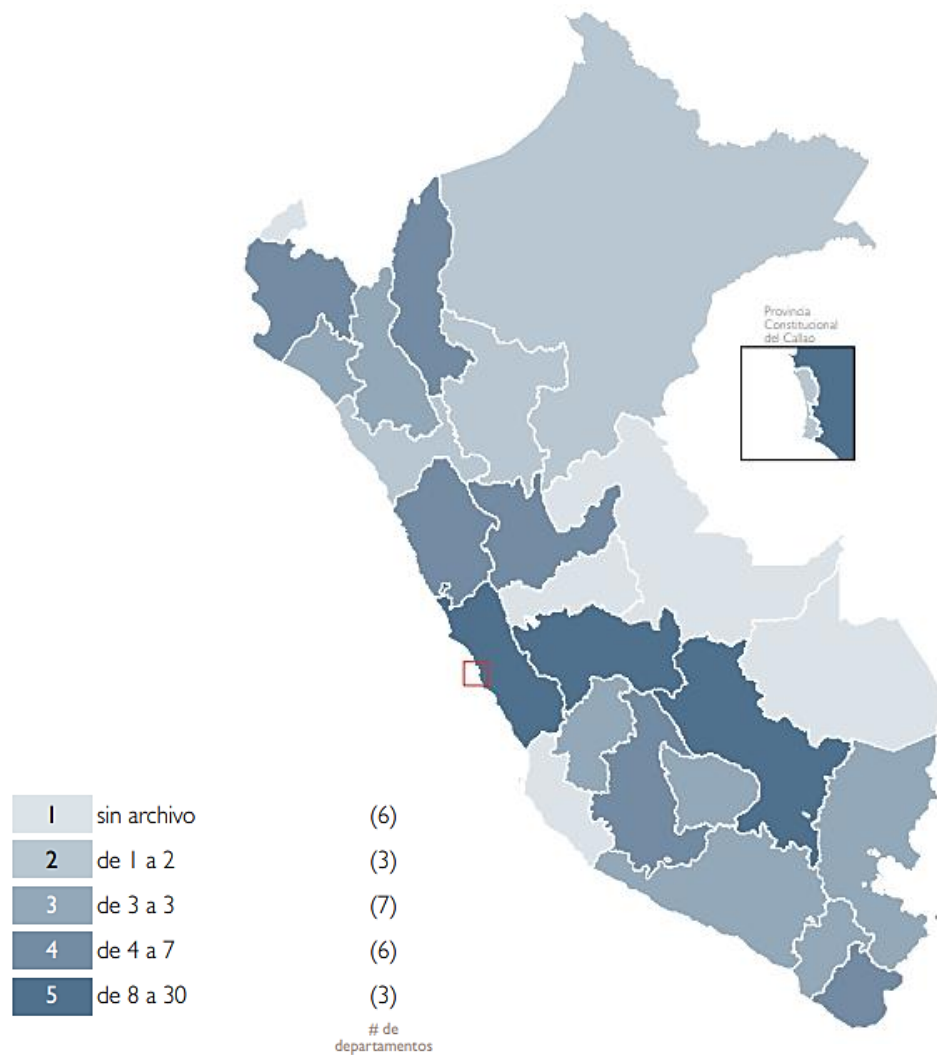 Provincia
Constitucional
del Callao
1 sin archivo (6)
2 de 1 a 2 (3)
3 de 3 a 3 (7)
4 de 4 a 7 (6)
5 de 8 a 30 (3)
# de
departamentos